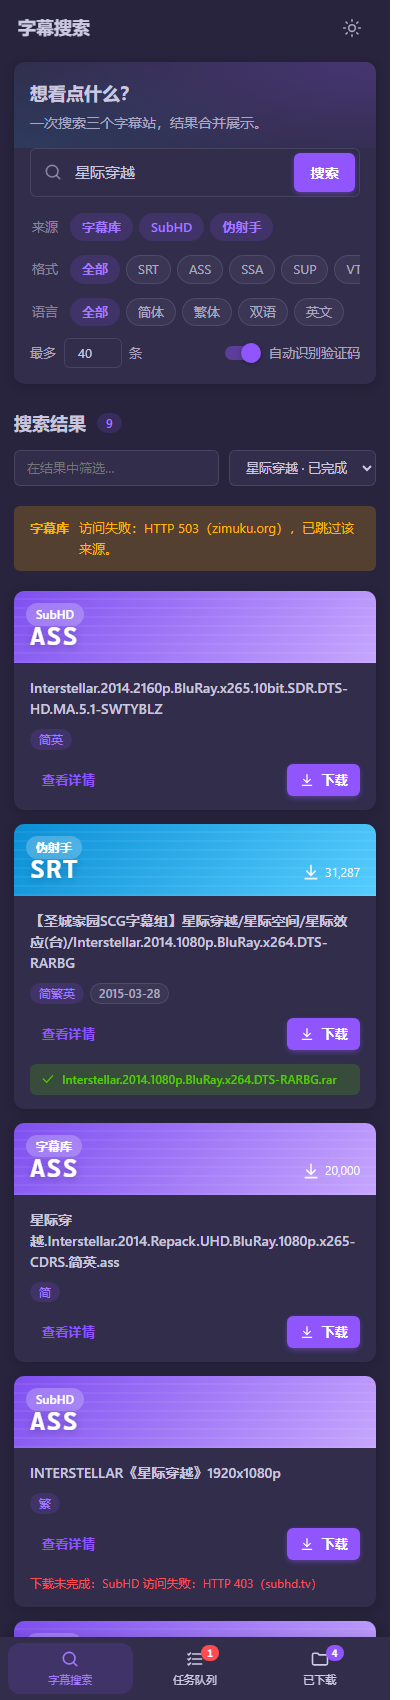 字幕搜索
想看点什么?
一次搜索三个字幕站，结果合并展示。
星际穿越
搜索
来源 字幕库 SubHD 伪射手
格式 全部 SRT ASS SSA SUP VT
语言 全部 简体 繁体 双语 英文
最多 40 条 自动识别验证码
搜索结果 9
在结果中筛选... 星际穿越 · 已完成
字幕库 访问失败：HTTP 503（zimuku.org），已跳过该
来源。
SubHD
ASS
Interstellar.2014.2160p.BluRay.x265.10bit.SDR.DTS-
HD.MA.5.1-SWTYBLZ
简英
查看详情 下载
伪射手
SRT 31,287
【圣城家园SCG字幕组】星际穿越/星际空间/星际效
应(台)/Interstellar.2014.1080p.BluRay.x264.DTS-
RARBG
简繁英 2015-03-28
查看详情 下载
Interstellar.2014.1080p.BluRay.x264.DTS-RARBG.rar
字幕库
ASS 20,000
星际穿
越.Interstellar.2014.Repack.UHD.BluRay.1080p.x265-
CDRS.简英.ass
简
查看详情 下载
SubHD
ASS
INTERSTELLAR《星际穿越》1920x1080p
繁
查看详情 下载
下载未完成：SubHD 访问失败：HTTP 403（subhd.tv）
字幕搜索 任务队列 1 已下载 4